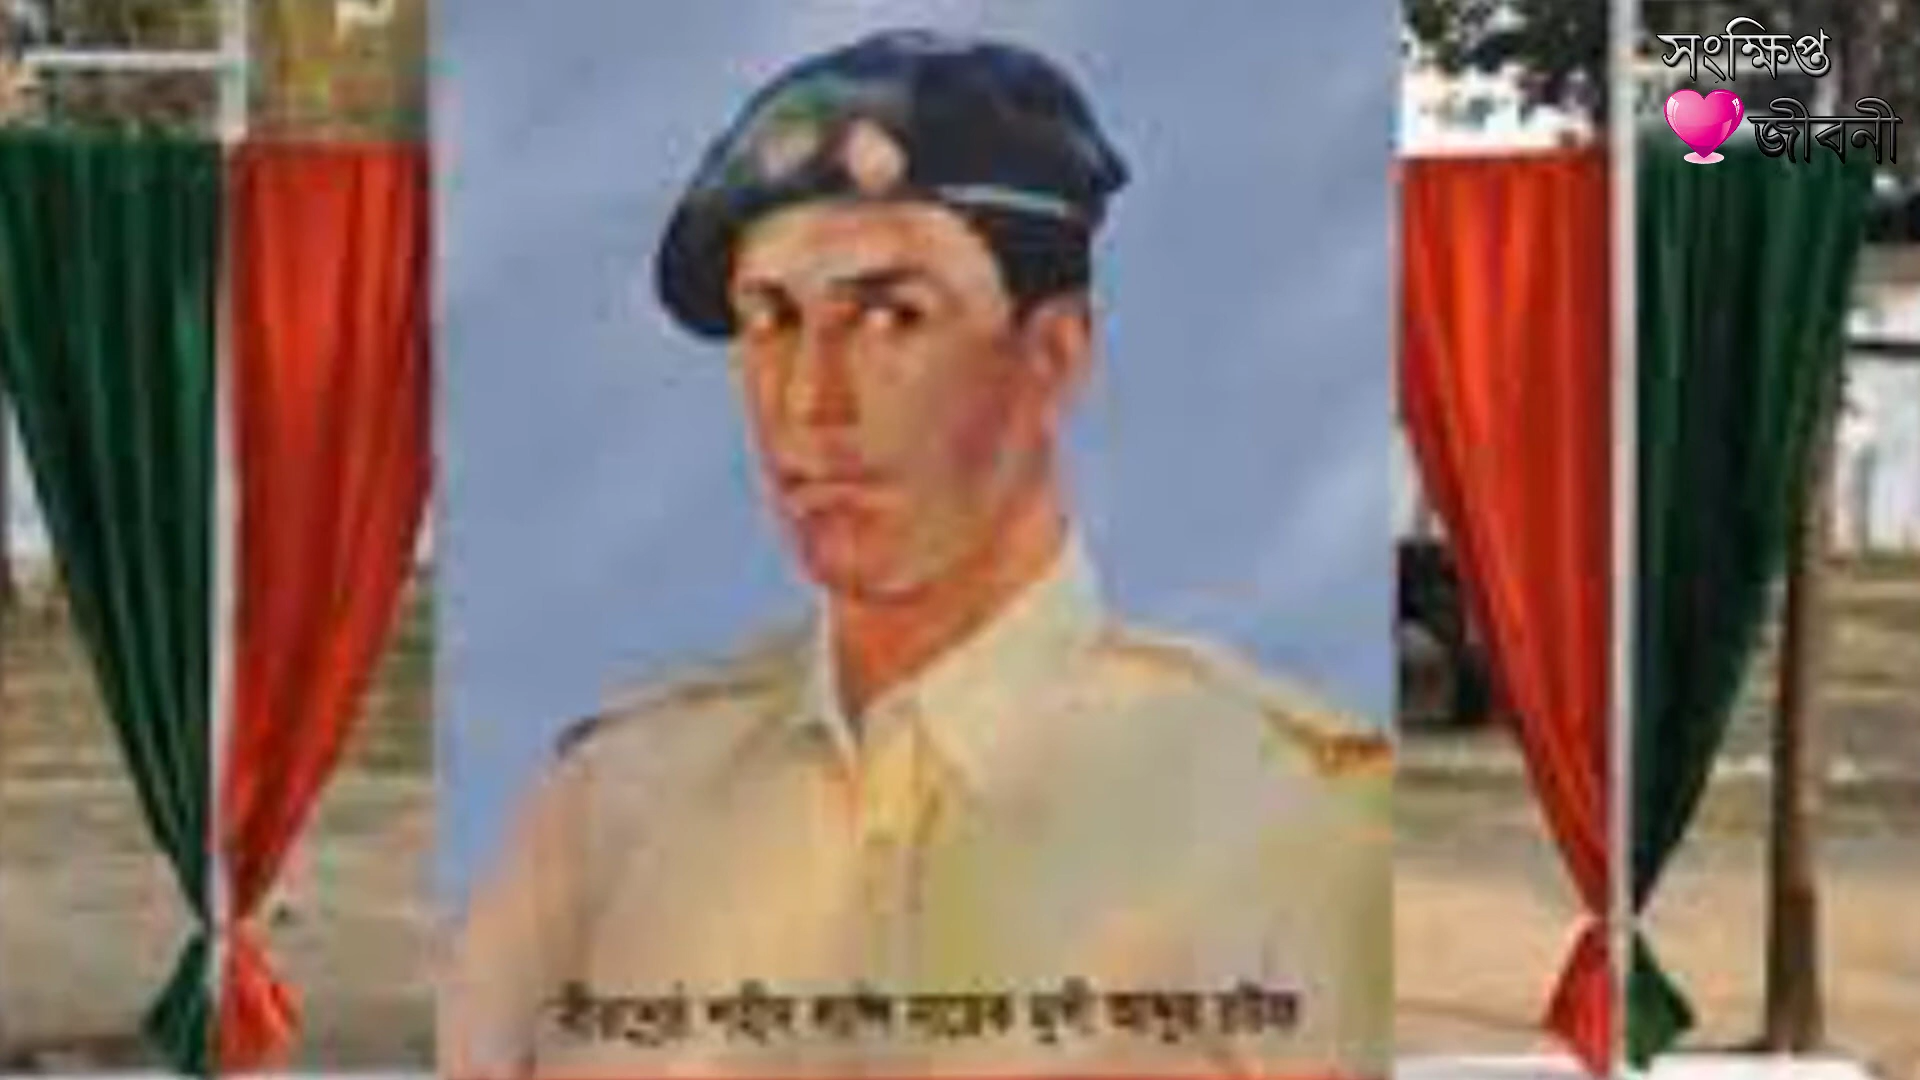 সংক্ষিপ্ত
জীবনী
বীরশ্রেষ্ঠ শহীদ ল্যান্স নায়েক মুন্সী আব্দুর রউফ